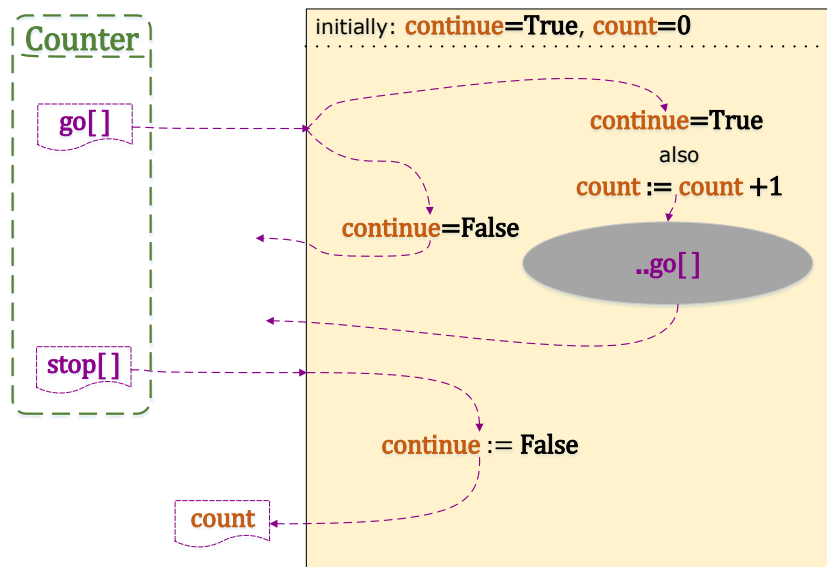 Counter
initially: continue=True, count=0
go[ ]
continue=True
also
count := count +1
continue=False
..go[ ]
stop[ ]
continue := False
count